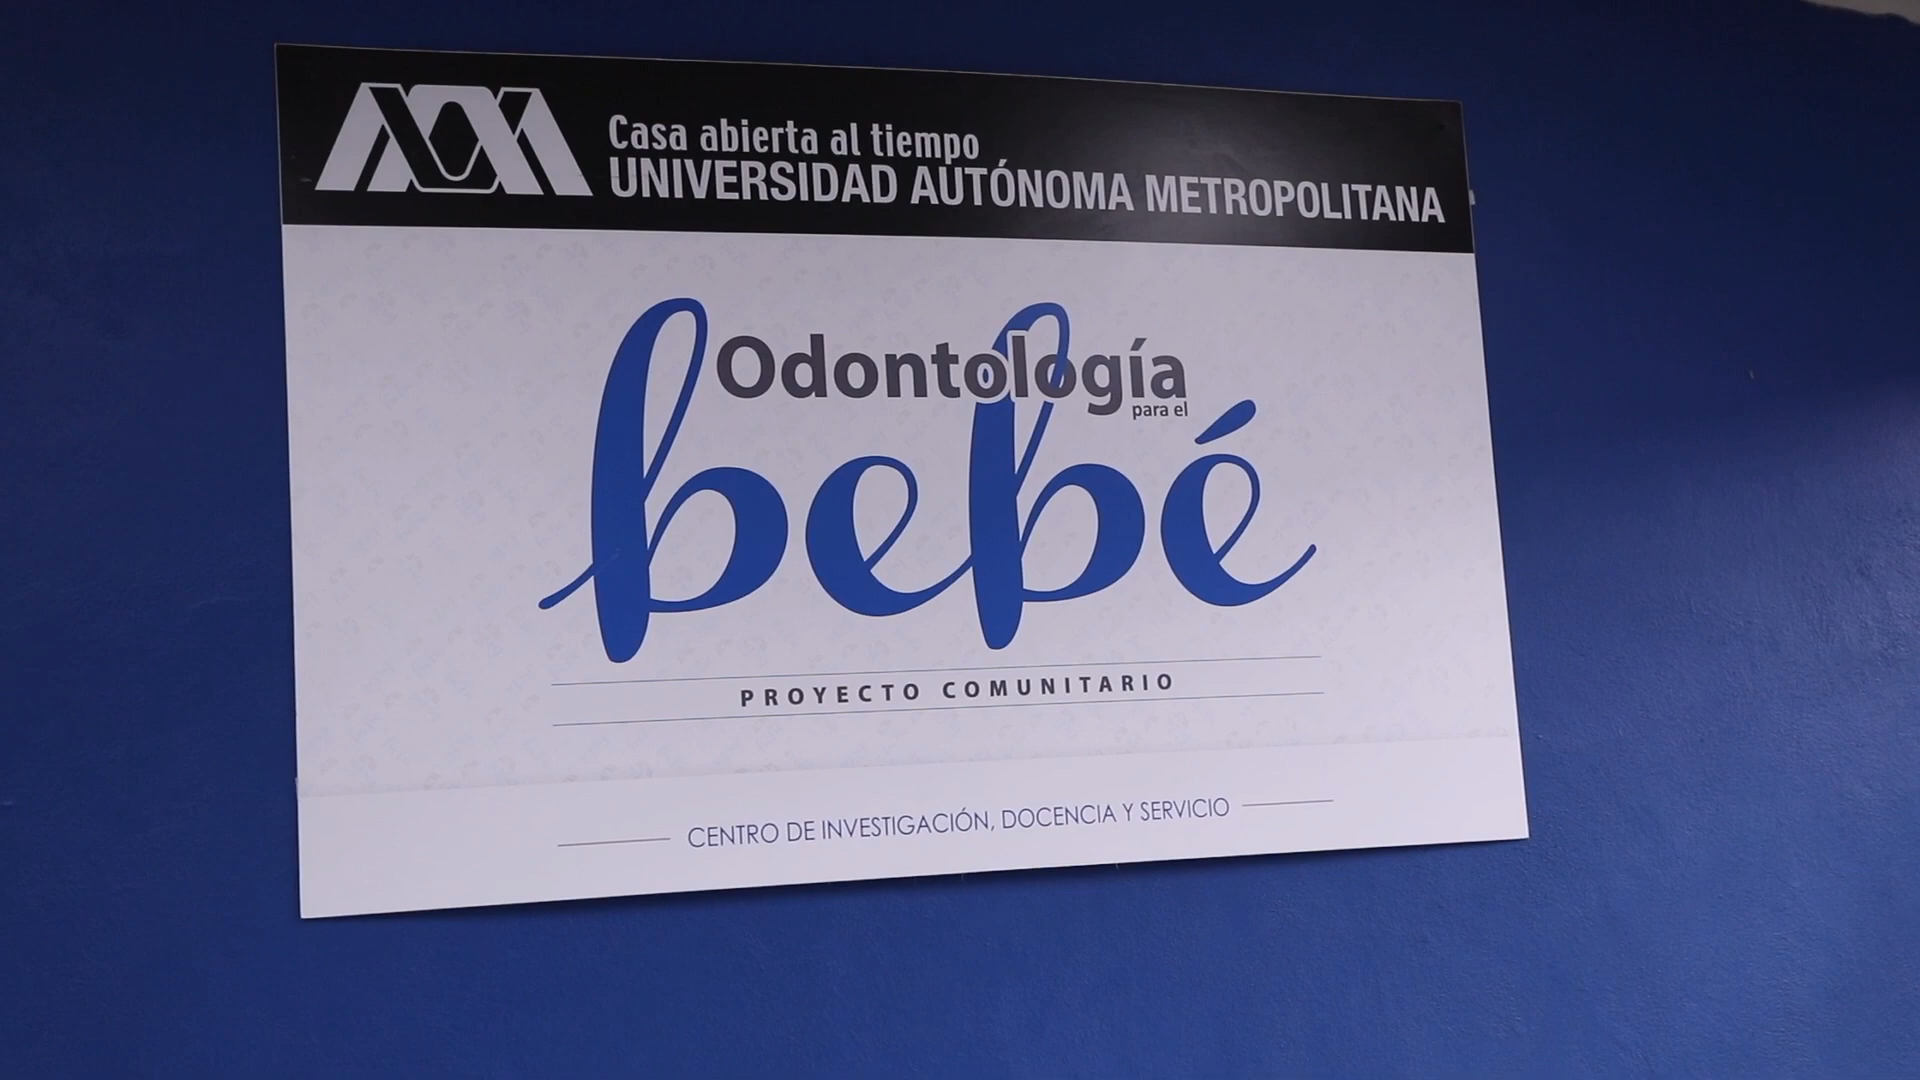 Casa abierta al tiempo
UNIVERSIDAD AUTÓNOMA METROPOLITANA
Odontología
para el
bebé
PROYECTO COMUNITARIO
CENTRO DE INVESTIGACIÓN, DOCENCIA Y SERVICIO